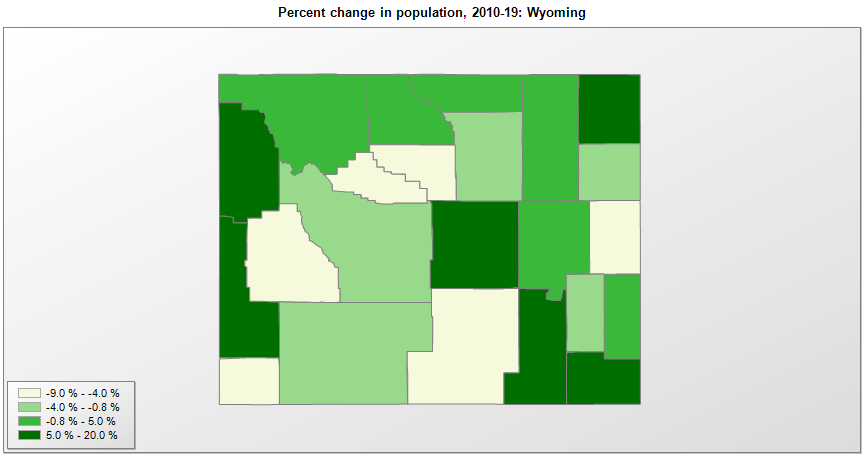 Percent change in population, 2010-19: Wyoming
-9.0 % - -4.0 %
-4.0 % - -0.8 %
-0.8 % - 5.0 %
5.0 % - 20.0 %